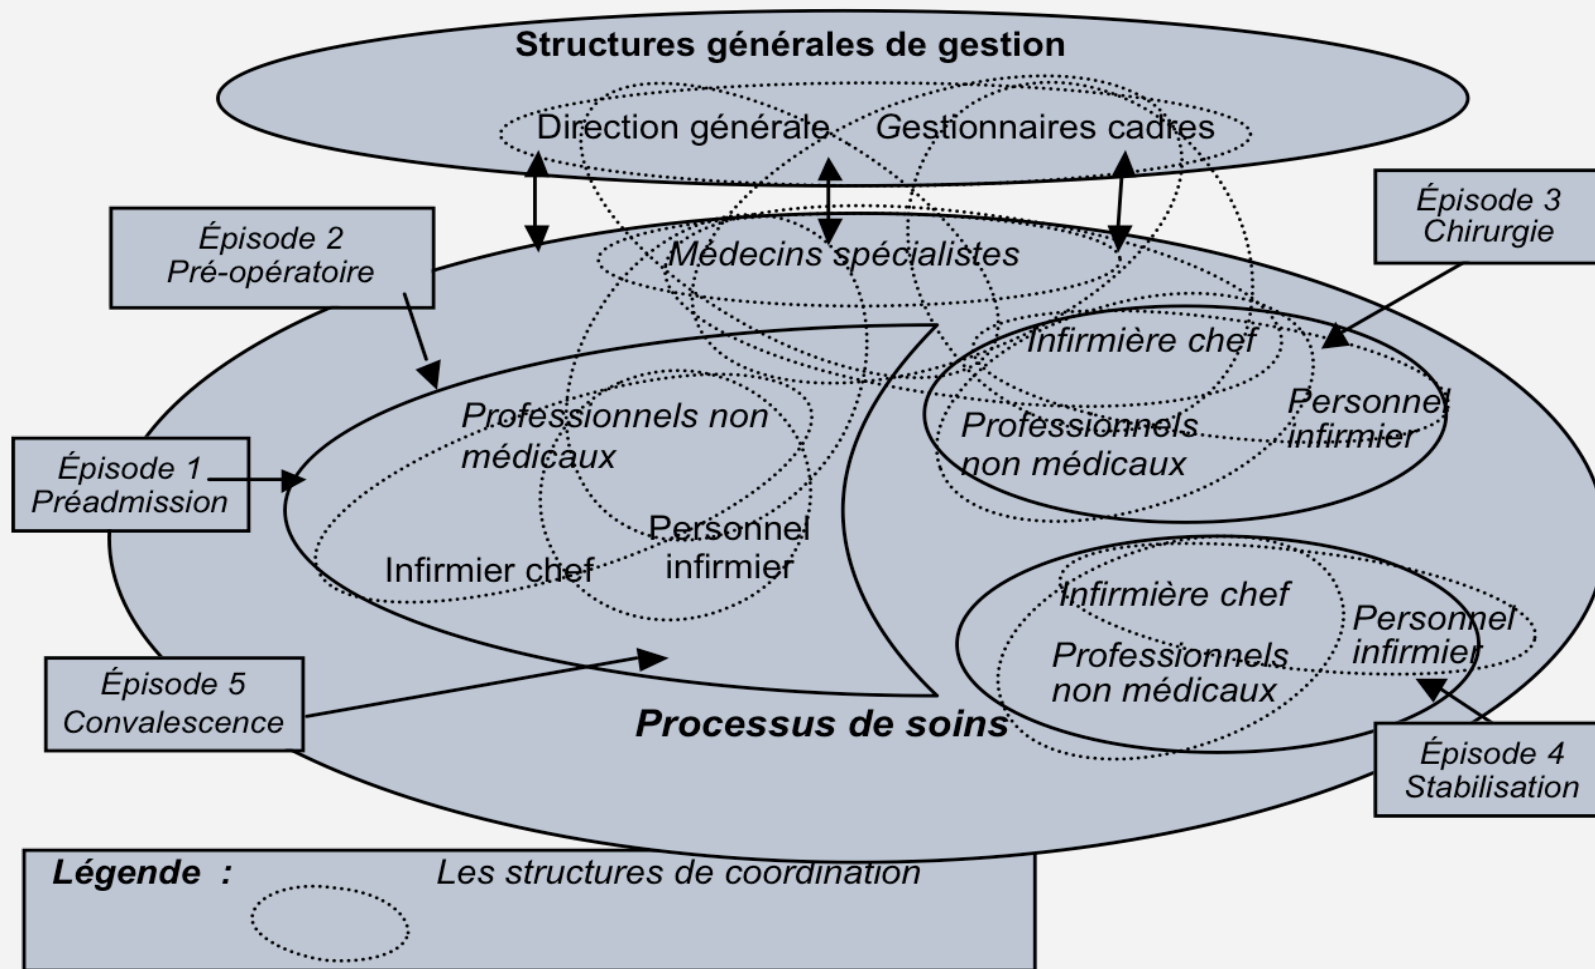 Structures générales de gestion
Direction générale
Gestionnaires cadres
Épisode 2
Pré-opératoire
Épisode 3
Chirurgie
Médecins spécialistes
Épisode 1
Préadmission
Professionnels non
médicaux
Infirmier chef
Personnel
infirmier
Infirmière chef
Personnel
infirmier
Professionnels
non médicaux
Infirmière chef
Personnel
infirmier
Professionnels
non médicaux
Épisode 5
Convalescence
Processus de soins
Épisode 4
Stabilisation
Légende :
Les structures de coordination